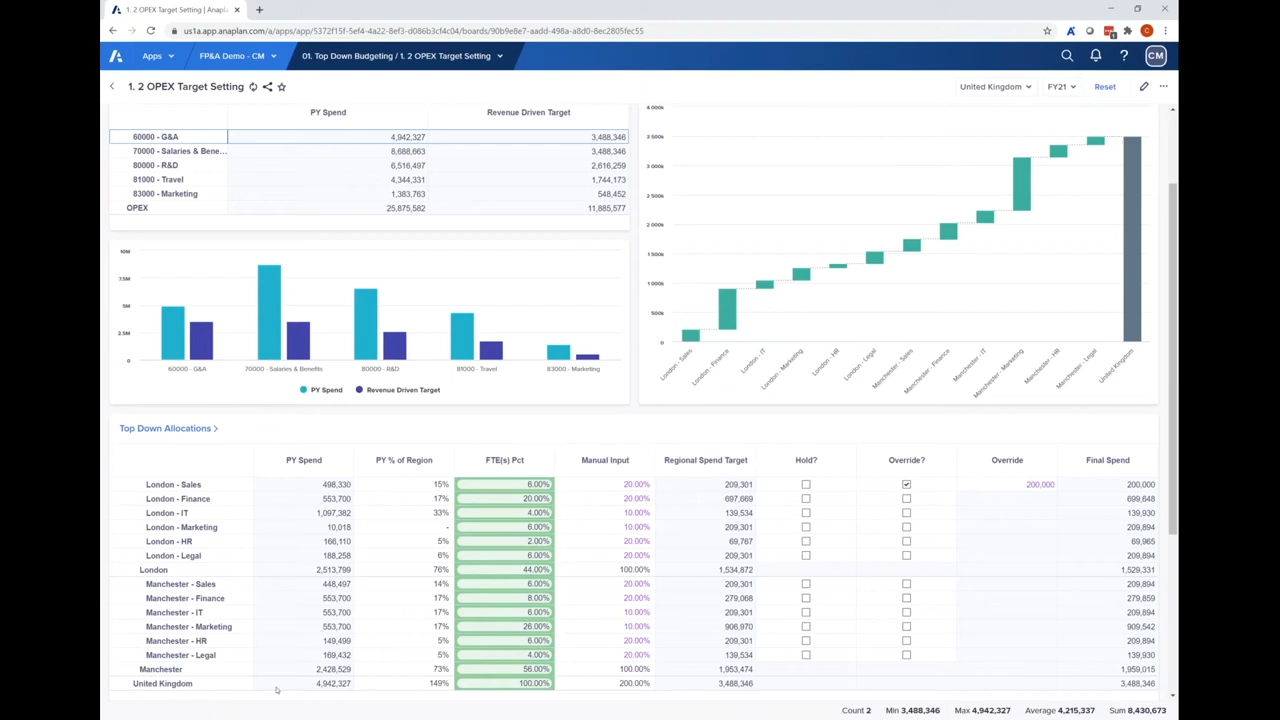 1. 2 OPEX Target Setting | Anaplan
us1a.app.anaplan.com/a/apps/app/5372f15f-5ef4-4a22-8ef3-d086b3cf4c04/boards/90b9e8e7-aadd-498a-a8d0-8ec2805fec55
Apps FP&A Demo - CM 01. Top Down Budgeting / 1. 2 OPEX Target Setting ? CM
1. 2 OPEX Target Setting United Kingdom FY21 Reset
PY Spend Revenue Driven Target
60000 - G&A 4,942,327 3,488,346
70000 - Salaries & Bene... 8,688,663 3,488,346
80000 - R&D 6,516,497 2,616,259
81000 - Travel 4,344,331 1,744,173
83000 - Marketing 1,383,763 548,452
OPEX 25,875,582 11,885,577
10M
7.5M
5M
2.5M
0
60000 - G&A 70000 - Salaries & Benefits 80000 - R&D 81000 - Travel 83000 - Marketing
PY Spend Revenue Driven Target
4 000k
3 500k
3 000k
2 500k
2 000k
1 500k
1 000k
500k
0
London - Sales
London - Finance
London - IT
London - Marketing
London - HR
London - Legal
Manchester - Sales
Manchester - Finance
Manchester - IT
Manchester - Marketing
Manchester - HR
Manchester - Legal
United Kingdom
Top Down Allocations >
PY Spend PY % of Region FTE(s) Pct Manual Input Regional Spend Target Hold? Override? Override Final Spend
London - Sales 498,330 15% 6.00% 20.00% 209,301 200,000 200,000
London - Finance 553,700 17% 20.00% 20.00% 697,669 699,648
London - IT 1,097,382 33% 4.00% 10.00% 139,534 139,930
London - Marketing 10,018 - 6.00% 10.00% 209,301 209,894
London - HR 166,110 5% 2.00% 20.00% 69,767 69,965
London - Legal 188,258 6% 6.00% 20.00% 209,301 209,894
London 2,513,799 76% 44.00% 100.00% 1,534,872 1,529,331
Manchester - Sales 448,497 14% 6.00% 20.00% 209,301 209,894
Manchester - Finance 553,700 17% 8.00% 20.00% 279,068 279,859
Manchester - IT 553,700 17% 6.00% 10.00% 209,301 209,894
Manchester - Marketing 553,700 17% 26.00% 10.00% 906,970 909,542
Manchester - HR 149,499 5% 6.00% 20.00% 209,301 209,894
Manchester - Legal 169,432 5% 4.00% 20.00% 139,534 139,930
Manchester 2,428,529 73% 56.00% 100.00% 1,953,474 1,959,015
United Kingdom 4,942,327 149% 100.00% 200.00% 3,488,346 3,488,346
Count 2 Min 3,488,346 Max 4,942,327 Average 4,215,337 Sum 8,430,673